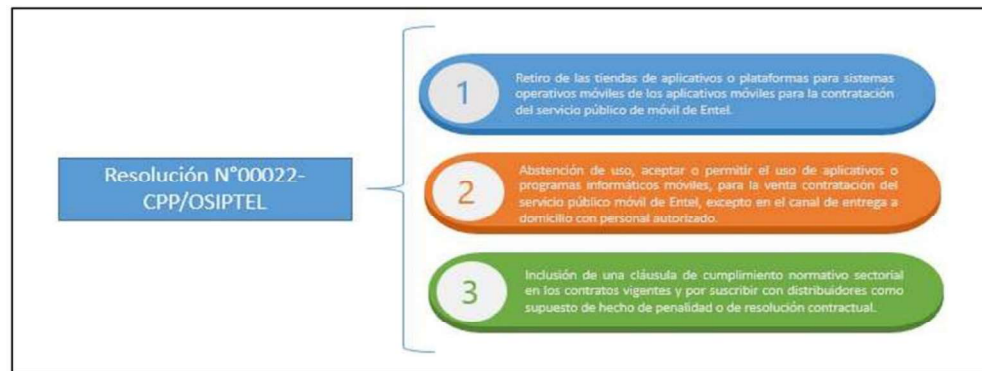 Resolución N°00022-
CPP/OSIPTEL
1
Retiro de las tiendas de aplicativos o plataformas para sistemas
operativos móviles de los aplicativos móviles para la contratación
del servicio público de móvil de Entel.
2
Abstención de uso, aceptar o permitir el uso de aplicativos o
programas informáticos móviles, para la venta contratación del
servicio público móvil de Entel, excepto en el canal de entrega a
domicilio con personal autorizado.
3
Inclusión de una cláusula de cumplimiento normativo sectorial
en los contratos vigentes y por suscribir con distribuidores como
supuesto de hecho de penalidad o de resolución contractual.